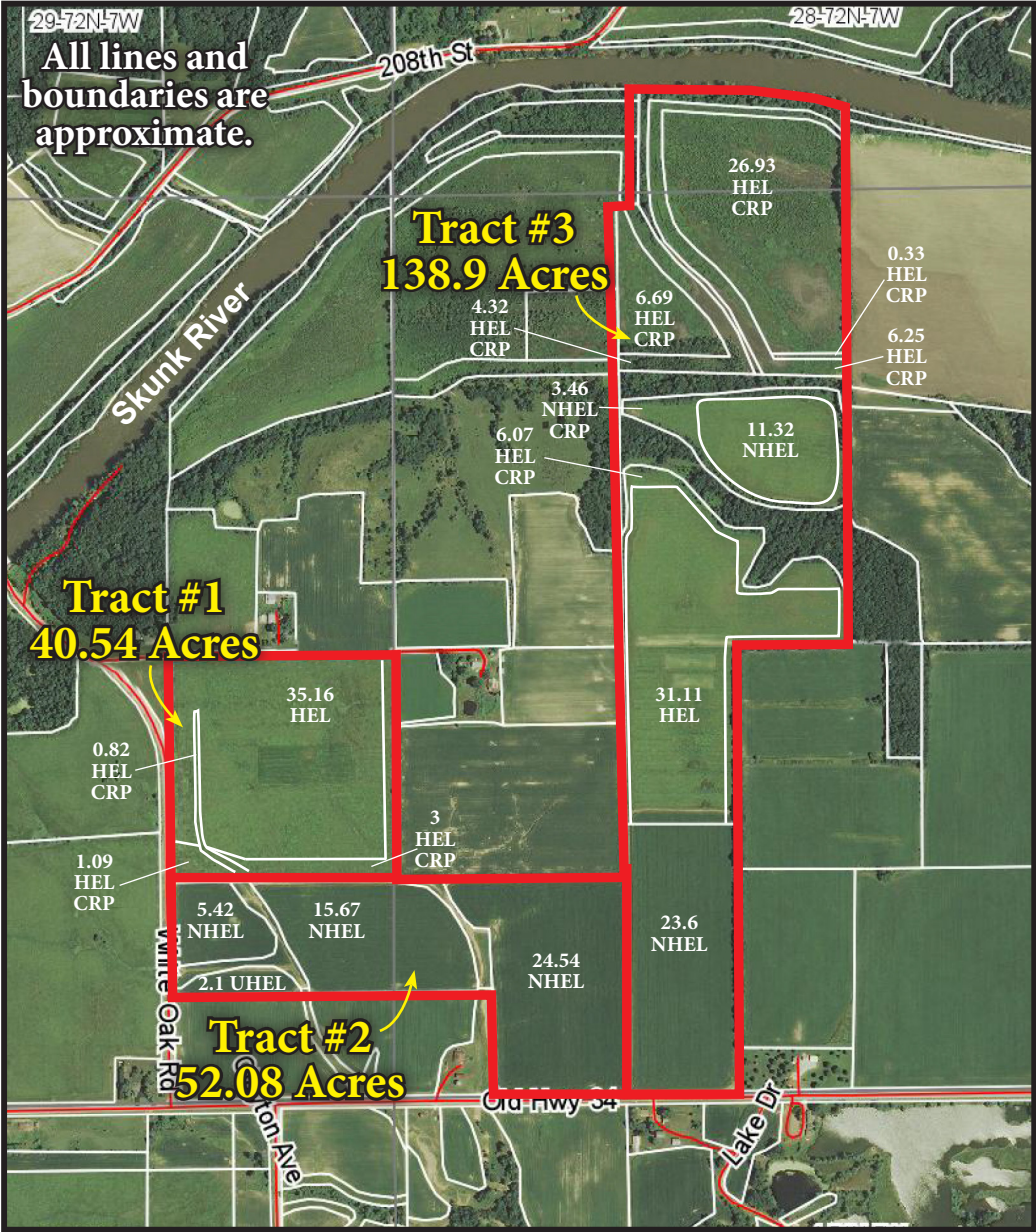 29-72N-7W
28-72N-7W
All lines and
boundaries are
approximate.
208th St
26.93
HEL
CRP
Tract #3
138.9 Acres
0.33
HEL
CRP
4.32
HEL
CRP
6.69
HEL
CRP
6.25
HEL
CRP
Skunk River
3.46
NHEL
CRP
11.32
NHEL
6.07
HEL
CRP
Tract #1
40.54 Acres
35.16
HEL
31.11
HEL
0.82
HEL
CRP
3
HEL
CRP
1.09
HEL
CRP
5.42
NHEL
15.67
NHEL
23.6
NHEL
24.54
NHEL
2.1 UHEL
White Oak Rd
Tract #2
52.08 Acres
Old Hwy 34
ton Ave
Lake Dr